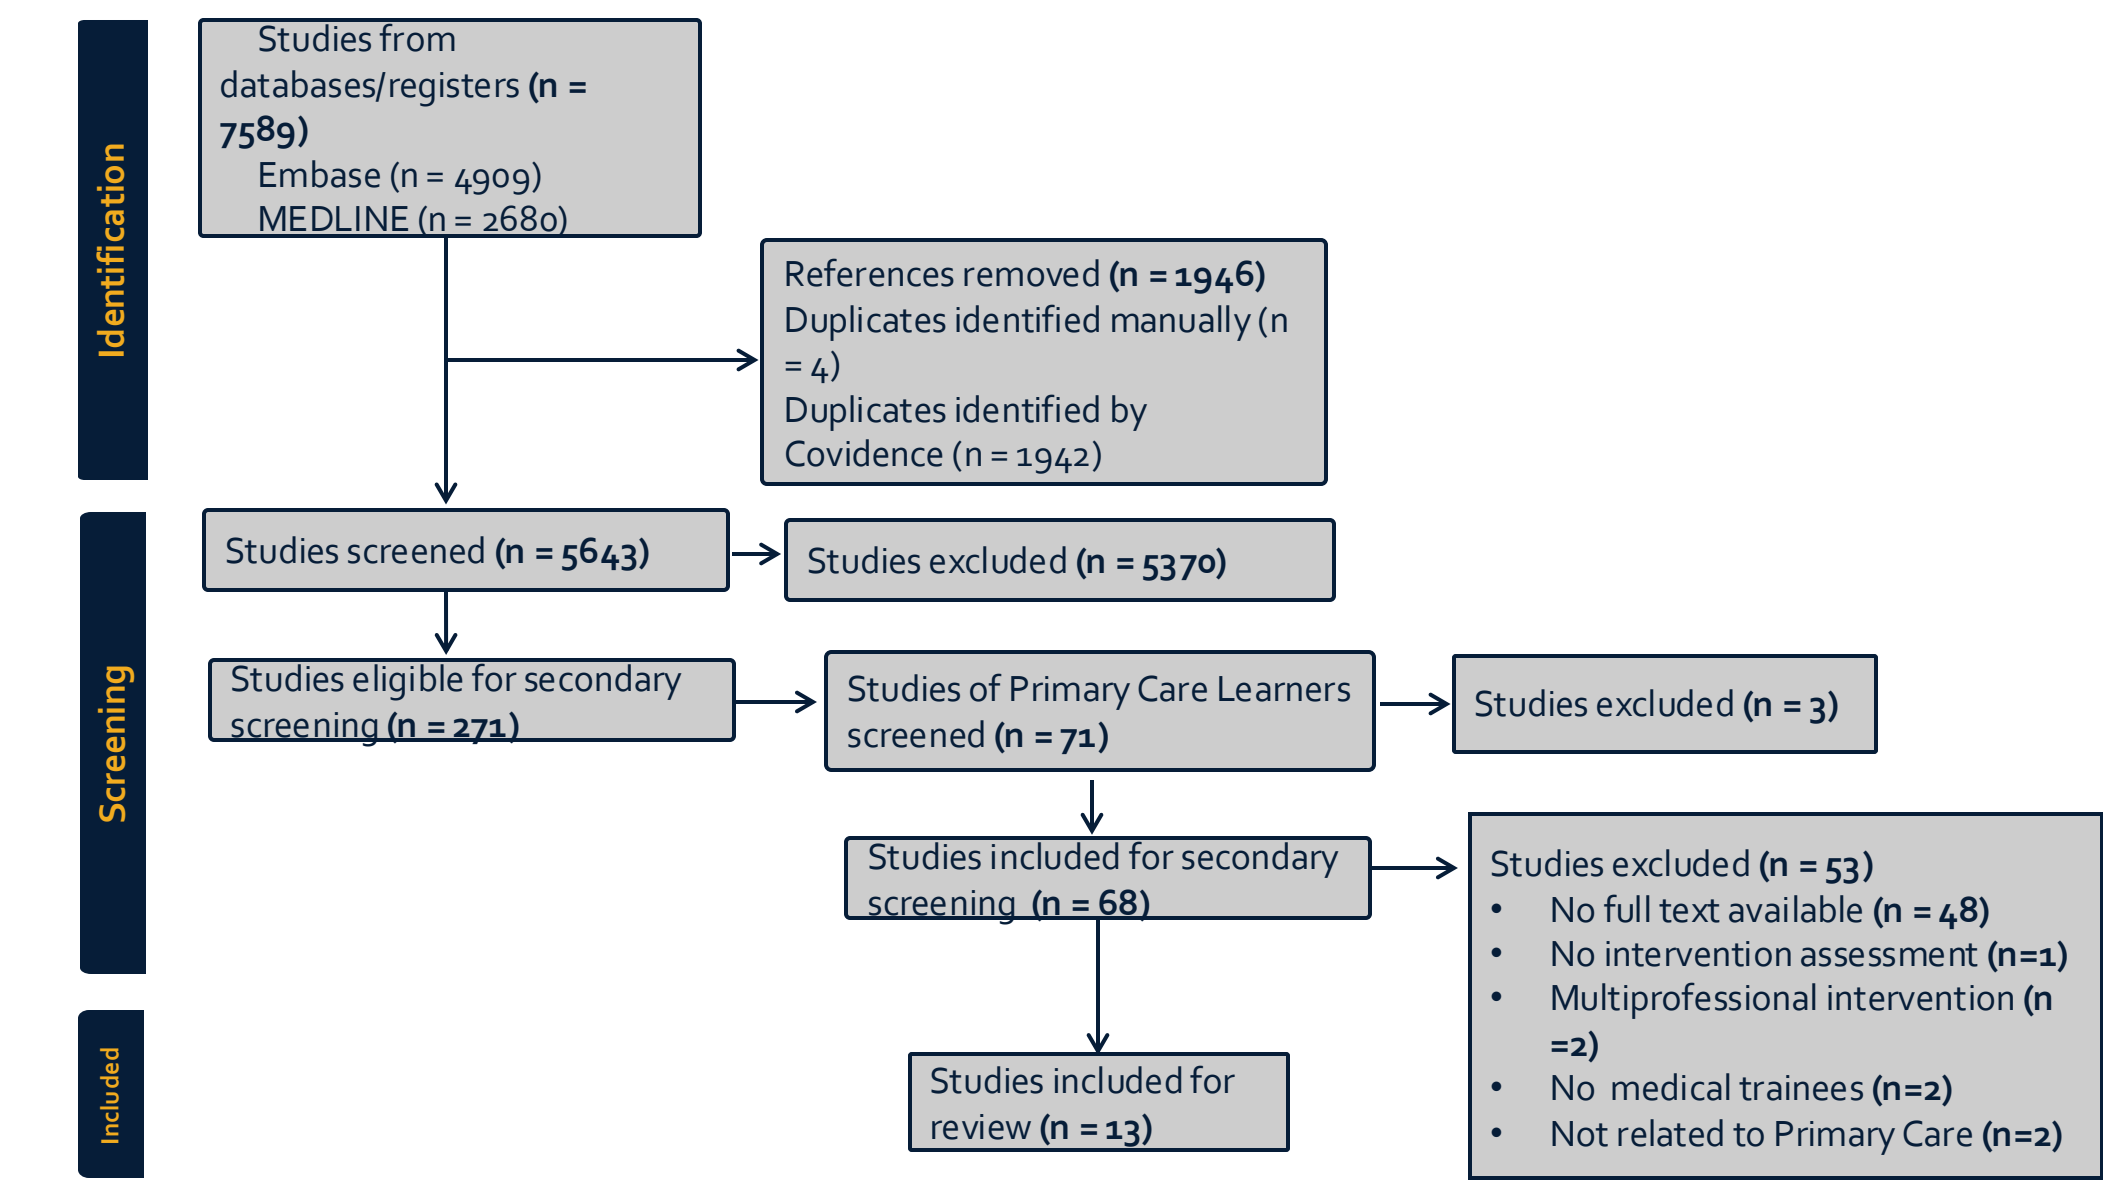 Identification
Studies from
databases/registers (n =
7589)
Embase (n = 4909)
MEDLINE (n = 2680)
References removed (n = 1946)
Duplicates identified manually (n
= 4)
Duplicates identified by
Covidence (n = 1942)
Screening
Studies screened (n = 5643)
Studies excluded (n = 5370)
Studies eligible for secondary
screening (n = 271)
Studies of Primary Care Learners
screened (n = 71)
Studies excluded (n = 3)
Studies included for secondary
screening (n = 68)
Studies excluded (n = 53)
• No full text available (n = 48)
• No intervention assessment (n=1)
• Multiprofessional intervention (n
=2)
• No medical trainees (n=2)
• Not related to Primary Care (n=2)
Included
Studies included for
review (n = 13)